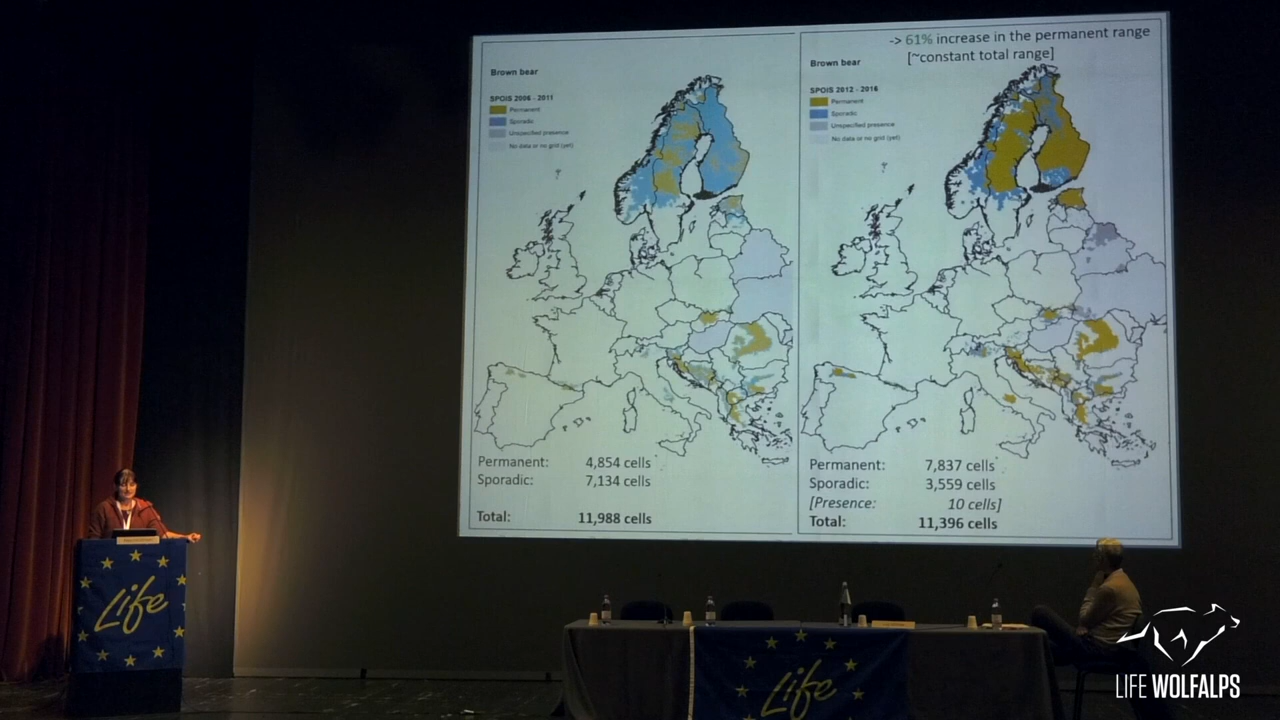 Brown bear
SPOIS 2006 - 2011
Permanent
Sporadic
Unspecified presence
No data or no grid (yet)
Permanent: 4,854 cells
Sporadic: 7,134 cells
Total: 11,988 cells
-> 61% increase in the permanent range
[~constant total range]
Brown bear
SPOIS 2012 - 2016
Permanent
Sporadic
Unspecified presence
No data or no grid (yet)
Permanent: 7,837 cells
Sporadic: 3,559 cells
[Presence: 10 cells]
Total: 11,396 cells
Life
Life
LIFE WOLFALPS